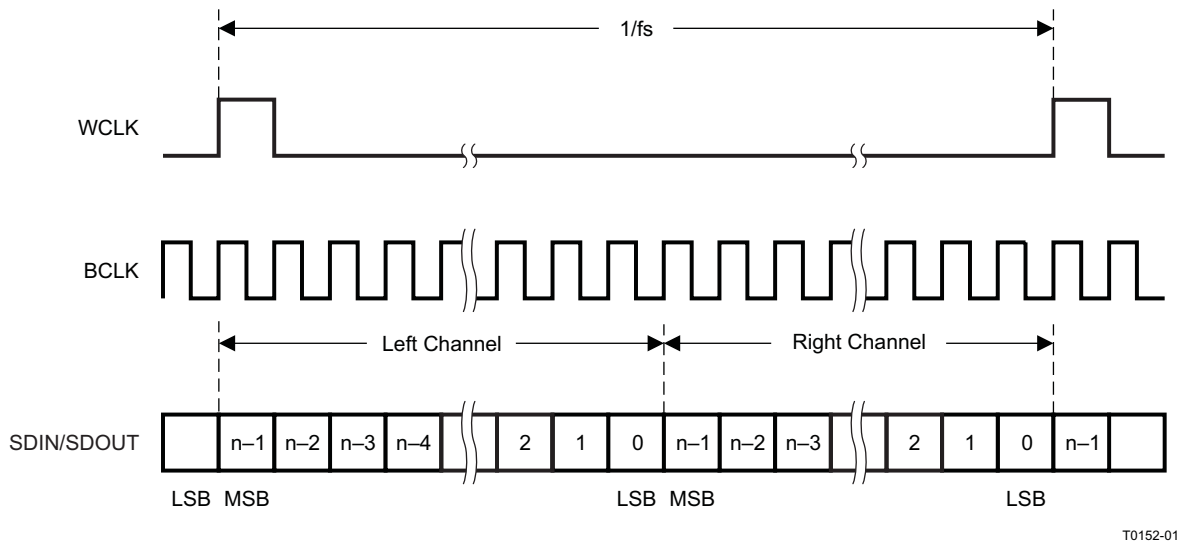 1/fs
WCLK
BCLK
Left Channel Right Channel
SDIN/SDOUT n–1 n–2 n–3 n–4 2 1 0 n–1 n–2 n–3 2 1 0 n–1
LSB MSB LSB MSB LSB
T0152-01